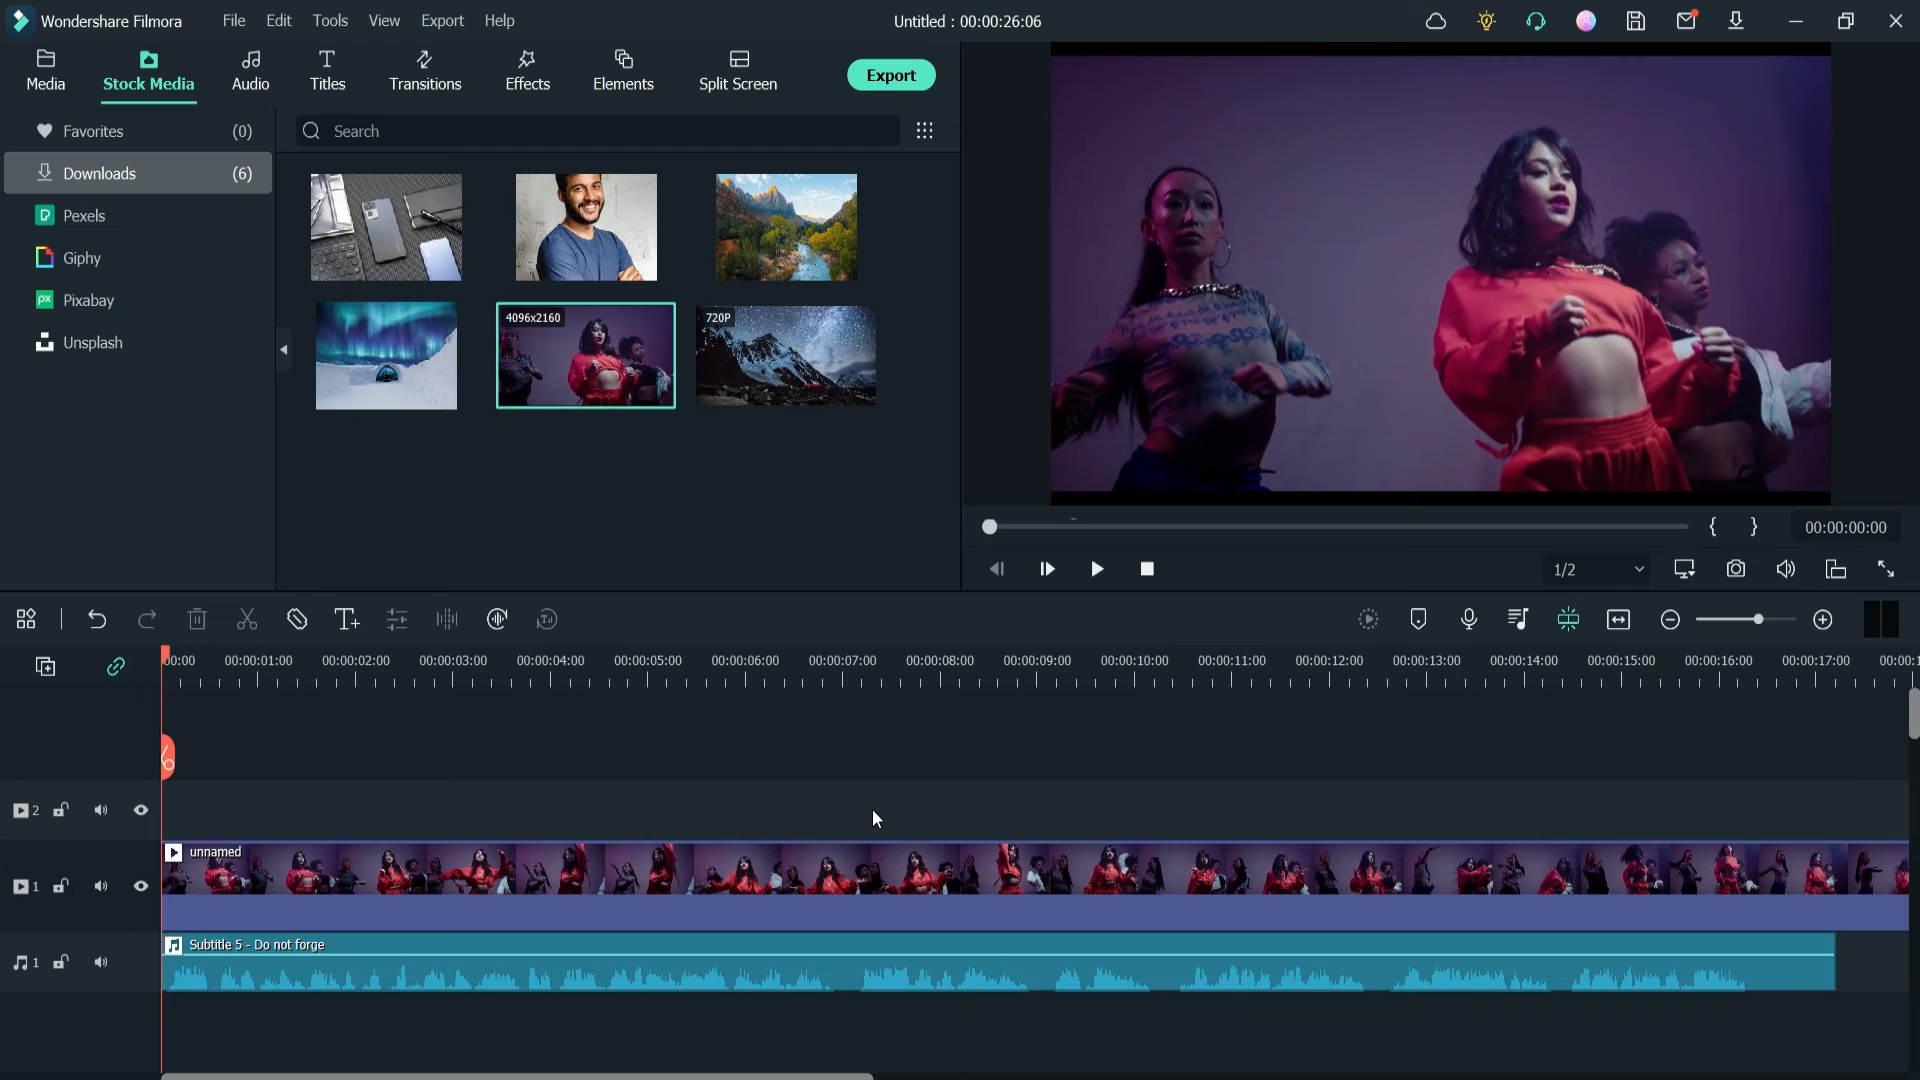 Wondershare Filmora File Edit Tools View Export Help Untitled : 00:00:26:06
Media Stock Media Audio Titles Transitions Effects Elements Split Screen Export
Favorites (0)
Search
Downloads (6)
Pexels
Giphy
Pixabay
Unsplash
4096x2160
720P
00:00:00:00
1/2
00:00 00:00:01:00 00:00:02:00 00:00:03:00 00:00:04:00 00:00:05:00 00:00:06:00 00:00:07:00 00:00:08:00 00:00:09:00 00:00:10:00 00:00:11:00 00:00:12:00 00:00:13:00 00:00:14:00 00:00:15:00 00:00:16:00 00:00:17:00 00:00:1
2
unnamed
1
Subtitle 5 - Do not forge
1